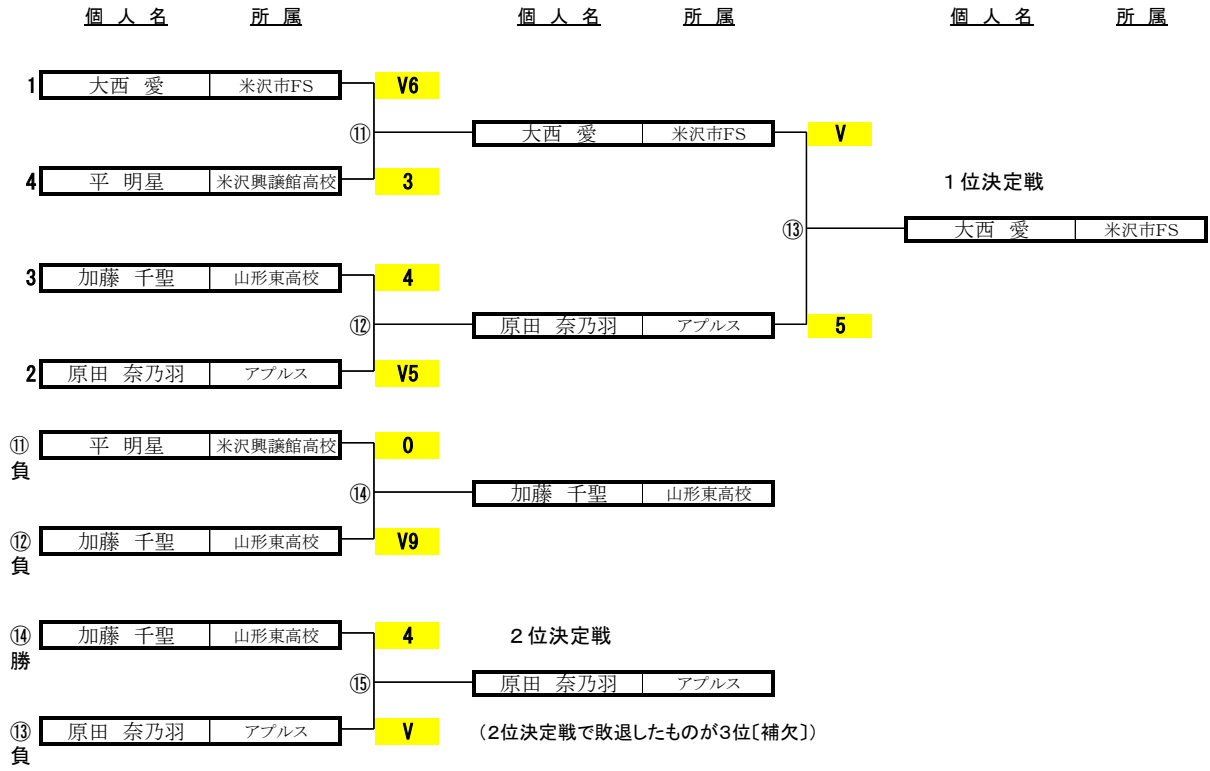 個 人 名 所 属 個 人 名 所 属 個 人 名 所 属
1 大西 愛 米沢市FS V6
⑪ 大西 愛 米沢市FS V
4 平 明星 米沢興譲館高校 3 1位決定戦
⑬ 大西 愛 米沢市FS
3 加藤 千聖 山形東高校 4
⑫ 原田 奈乃羽 アプルス 5
2 原田 奈乃羽 アプルス V5
⑪ 平 明星 米沢興譲館高校 0
負
⑭ 加藤 千聖 山形東高校
⑫ 加藤 千聖 山形東高校 V9
負
⑭ 加藤 千聖 山形東高校 4 2位決定戦
勝
⑮ 原田 奈乃羽 アプルス
⑬ 原田 奈乃羽 アプルス V (2位決定戦で敗退したものが3位〔補欠〕)
負